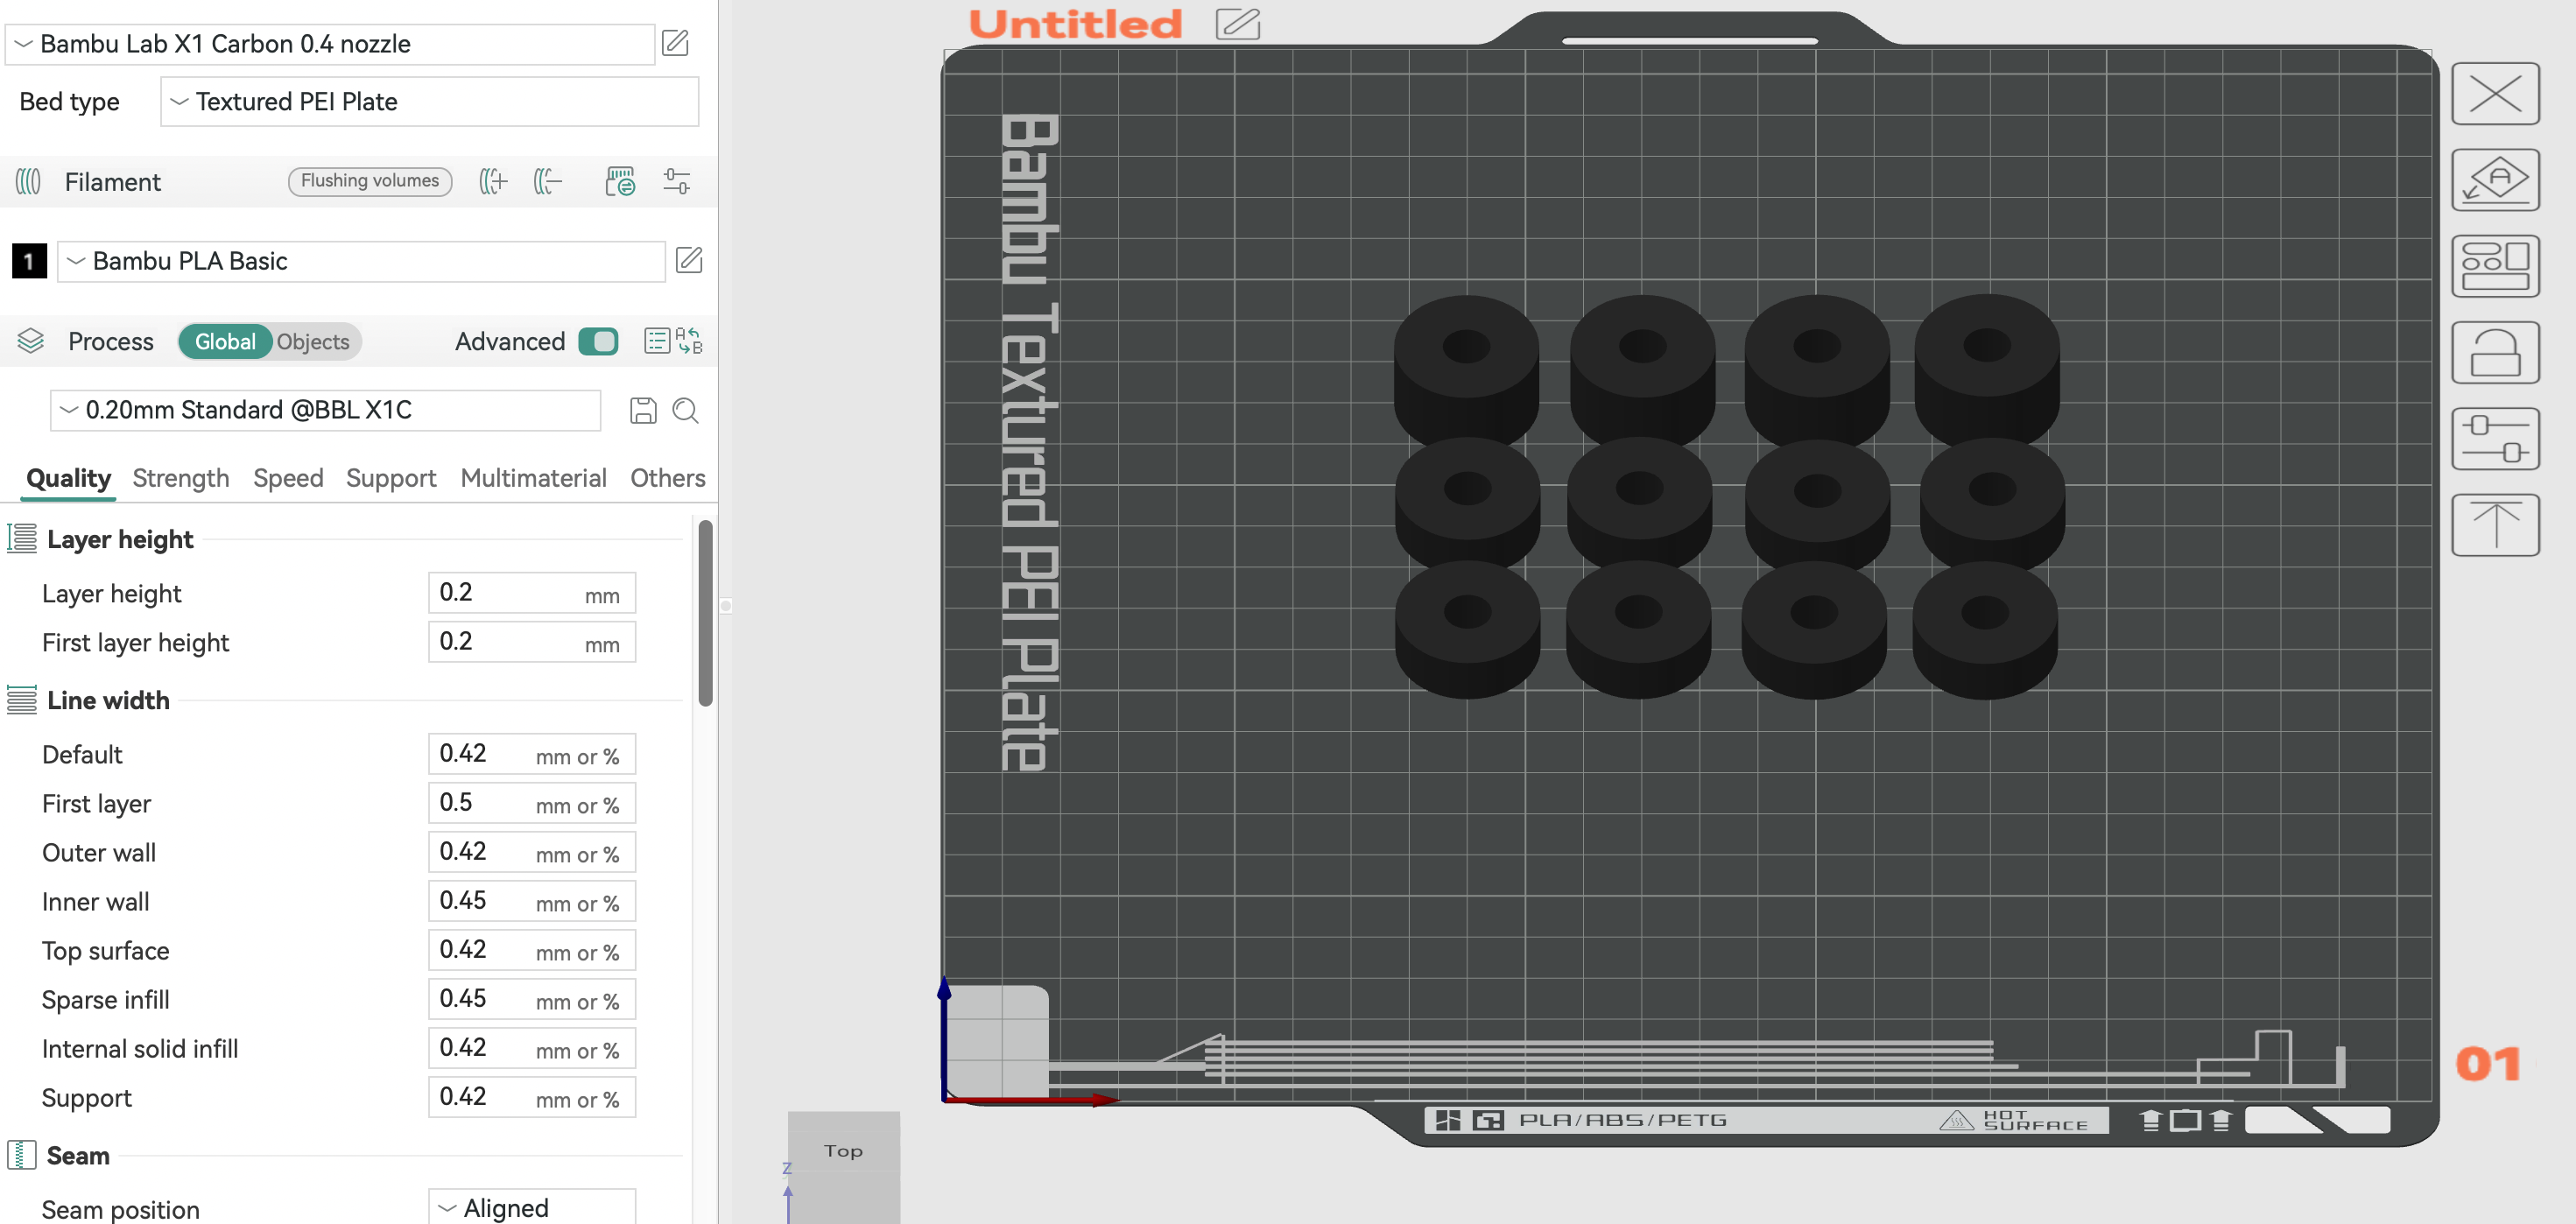 Bambu Lab X1 Carbon 0.4 nozzle
Bed type
Textured PEI Plate
Filament
Flushing volumes
1
Bambu PLA Basic
Process
Global
Objects
Advanced
A
B
0.20mm Standard @BBL X1C
Quality
Strength
Speed
Support
Multimaterial
Others
Layer height
Layer height
0.2
mm
First layer height
0.2
mm
Line width
Default
0.42
mm or %
First layer
0.5
mm or %
Outer wall
0.42
mm or %
Inner wall
0.45
mm or %
Top surface
0.42
mm or %
Sparse infill
0.45
mm or %
Internal solid infill
0.42
mm or %
Support
0.42
mm or %
Seam
Seam position
Aligned
Untitled
Bambu Textured PEI Plate
A
01
PLA/ABS/PETG
HOT
SURFACE
Top
Z